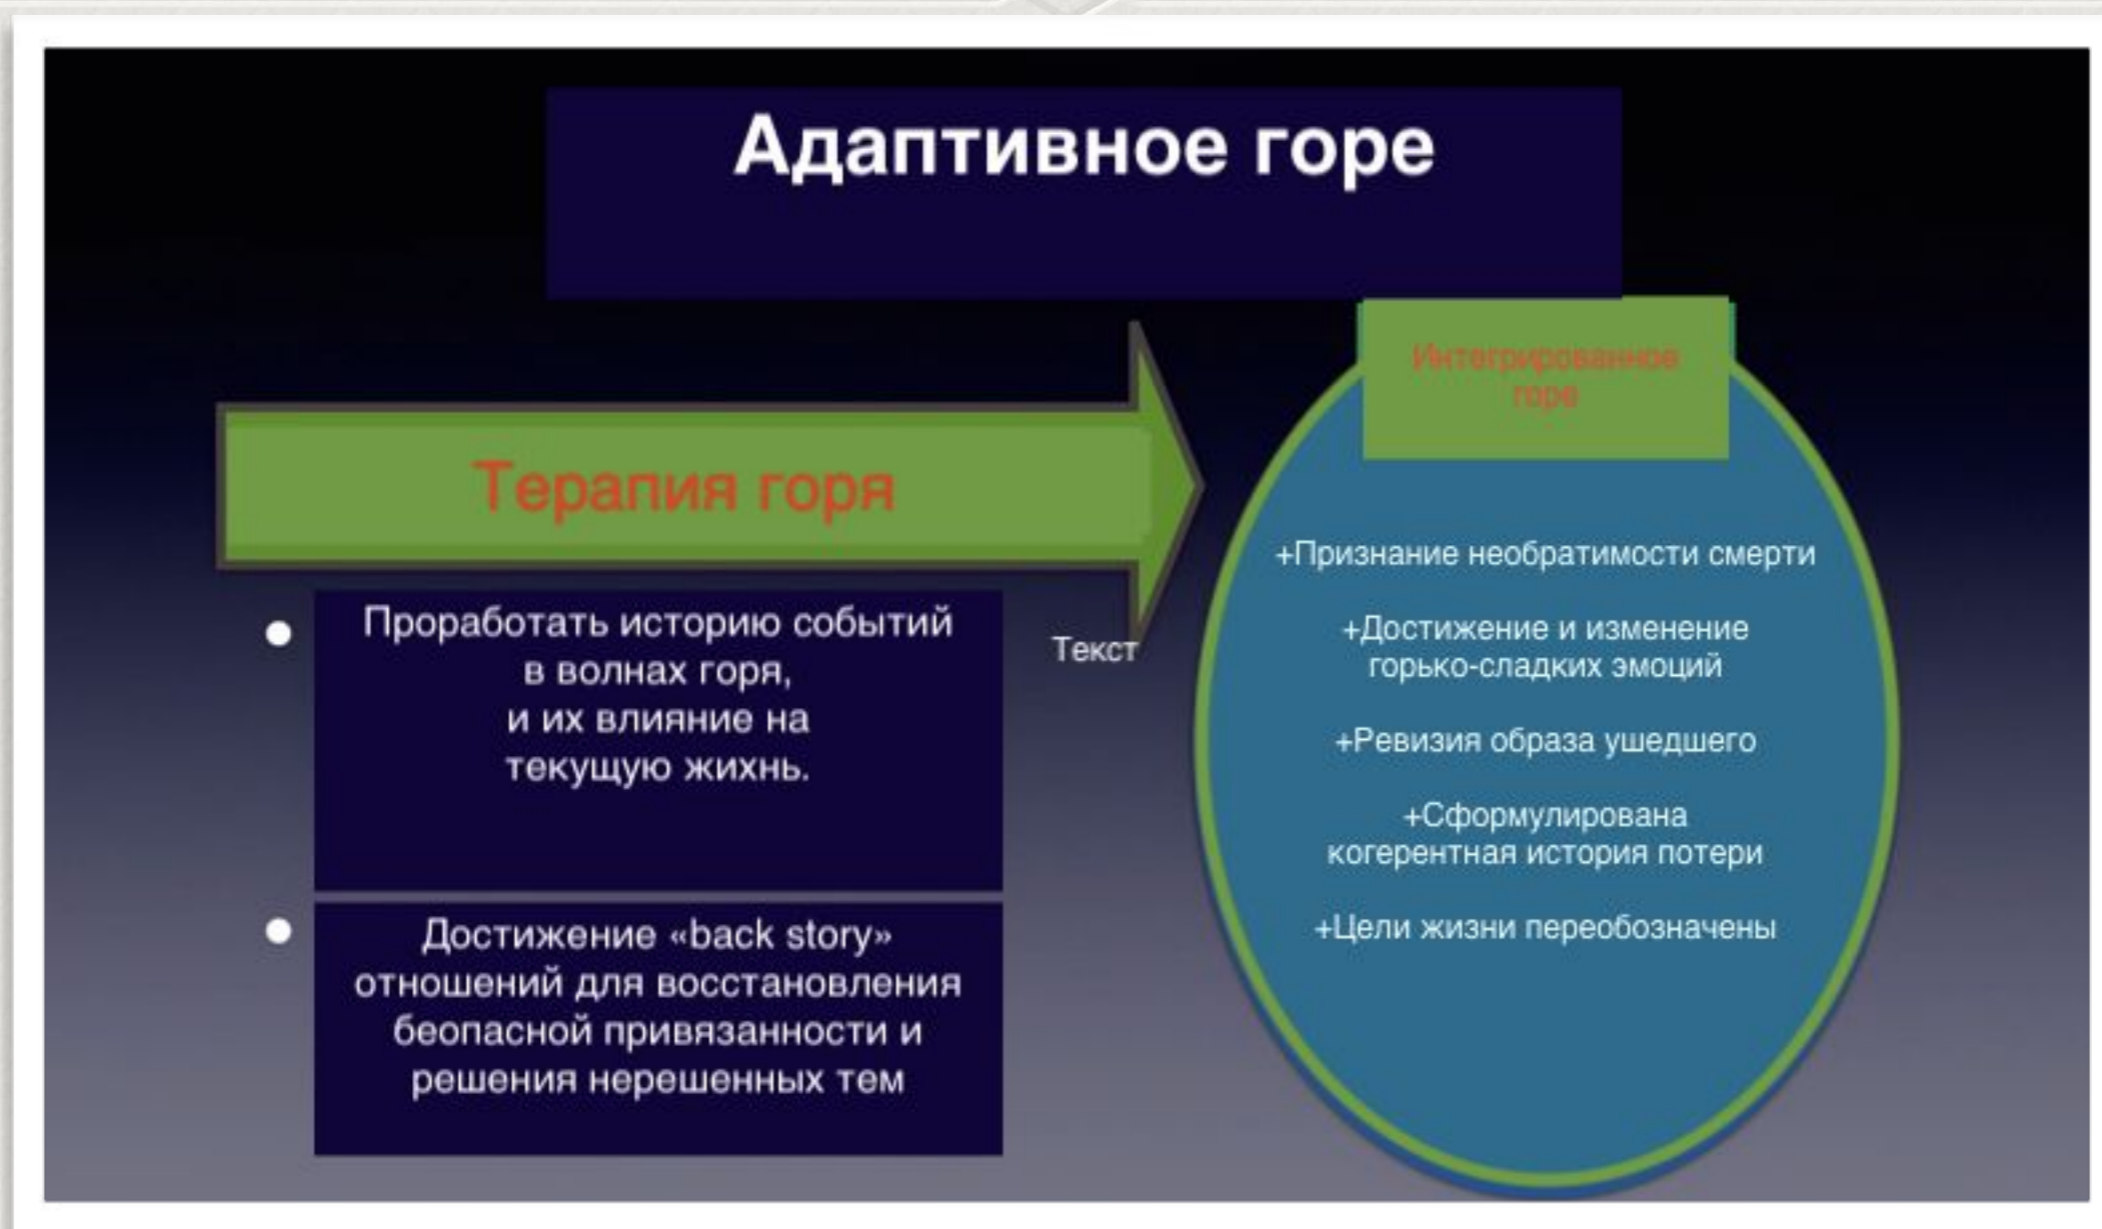 Адаптивное горе
Интегрированное
горе
Терапия горя
Проработать историю событий
в волнах горя,
и их влияние на
текущую жихнь.
Текст
Достижение «back story»
отношений для восстановления
беопасной привязанности и
решения нерешенных тем
+Признание необратимости смерти
+Достижение и изменение
горько-сладких эмоций
+Ревизия образа ушедшего
+Сформулирована
когерентная история потери
+Цели жизни переобозначены